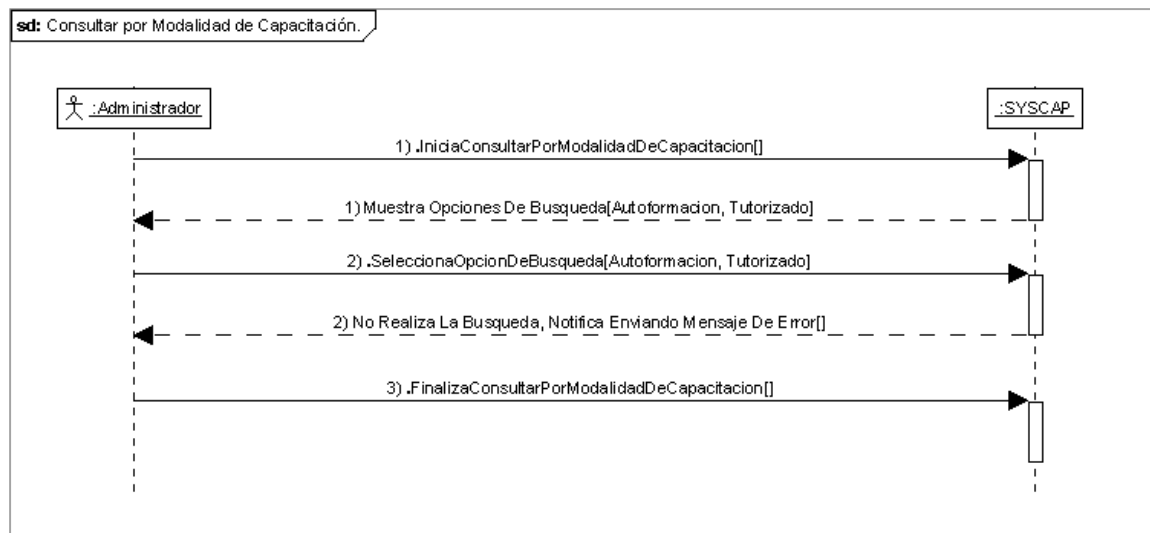 sd: Consultar por Modalidad de Capacitación.
:Administrador
:SYSCAP
1) .IniciaConsultarPorModalidadDeCapacitacion[]
1) Muestra Opciones De Busqueda[Autoformacion, Tutorizado]
2) .SeleccionaOpcionDeBusqueda[Autoformacion, Tutorizado]
2) No Realiza La Busqueda, Notifica Enviando Mensaje De Error[]
3) .FinalizaConsultarPorModalidadDeCapacitacion[]